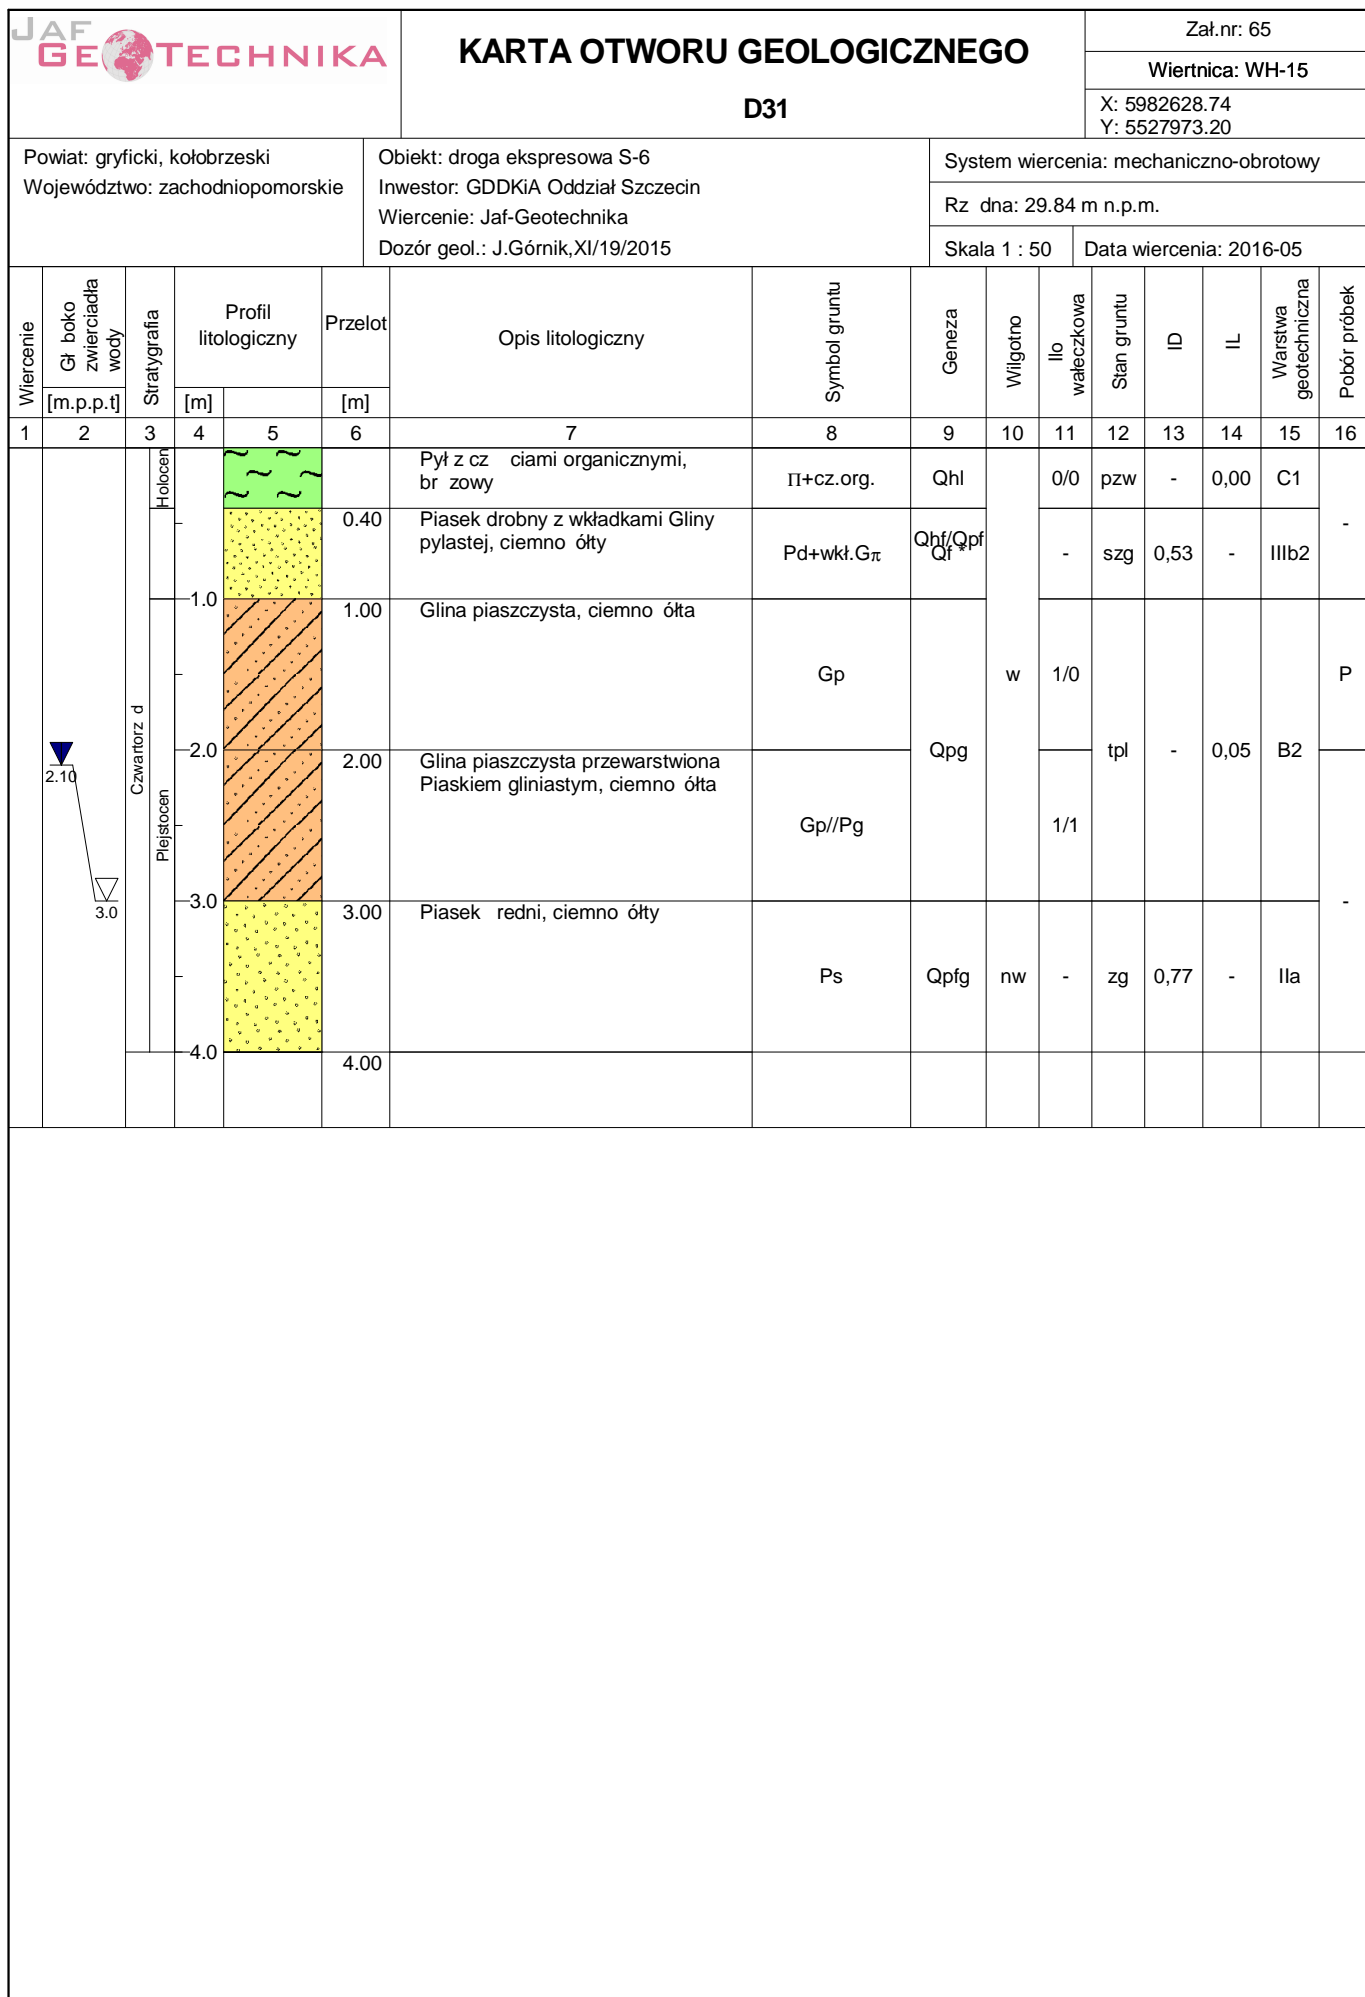 JAF
GEOTECHNIKA
KARTA OTWORU GEOLOGICZNEGO
D31
Zał.nr: 65
Wiertnica: WH-15
X: 5982628.74
Y: 5527973.20
Powiat: gryficki, kołobrzeski
Województwo: zachodniopomorskie
Obiekt: droga ekspresowa S-6
Inwestor: GDDKiA Oddział Szczecin
Wiercenie: Jaf-Geotechnika
Dozór geol.: J.Górnik,XI/19/2015
System wiercenia: mechaniczno-obrotowy
Rz dna: 29.84 m n.p.m.
Skala 1 : 50
Data wiercenia: 2016-05
Wiercenie
Gł boko
zwierciadła
wody
[m.p.p.t]
Stratygrafia
Profil
litologiczny
[m]
Przelot
[m]
Opis litologiczny
Symbol gruntu
Geneza
Wilgotno
Ilo
wałeczkowa
Stan gruntu
ID
IL
Warstwa
geotechniczna
Pobór próbek
1 2 3 4 5 6 7 8 9 10 11 12 13 14 15 16
Holocen
Pył z cz ciami organicznymi,
br zowy
Π+cz.org.
Qhl
0/0
pzw
-
0,00
C1
-
0.40
Piasek drobny z wkładkami Gliny
pylastej, ciemno ółty
Pd+wkł.Gπ
Qhf/Qpf
Qf *
-
szg
0,53
-
IIIb2
1.0
1.00
Glina piaszczysta, ciemno ółta
Gp
w
1/0
P
Czwartorz d
Plejstocen
2.10
2.0
2.00
Glina piaszczysta przewarstwiona
Piaskiem gliniastym, ciemno ółta
Gp//Pg
Qpg
1/1
tpl
-
0,05
B2
3.0
3.0
3.00
Piasek redni, ciemno ółty
Ps
Qpfg
nw
-
zg
0,77
-
IIa
-
4.0
4.00